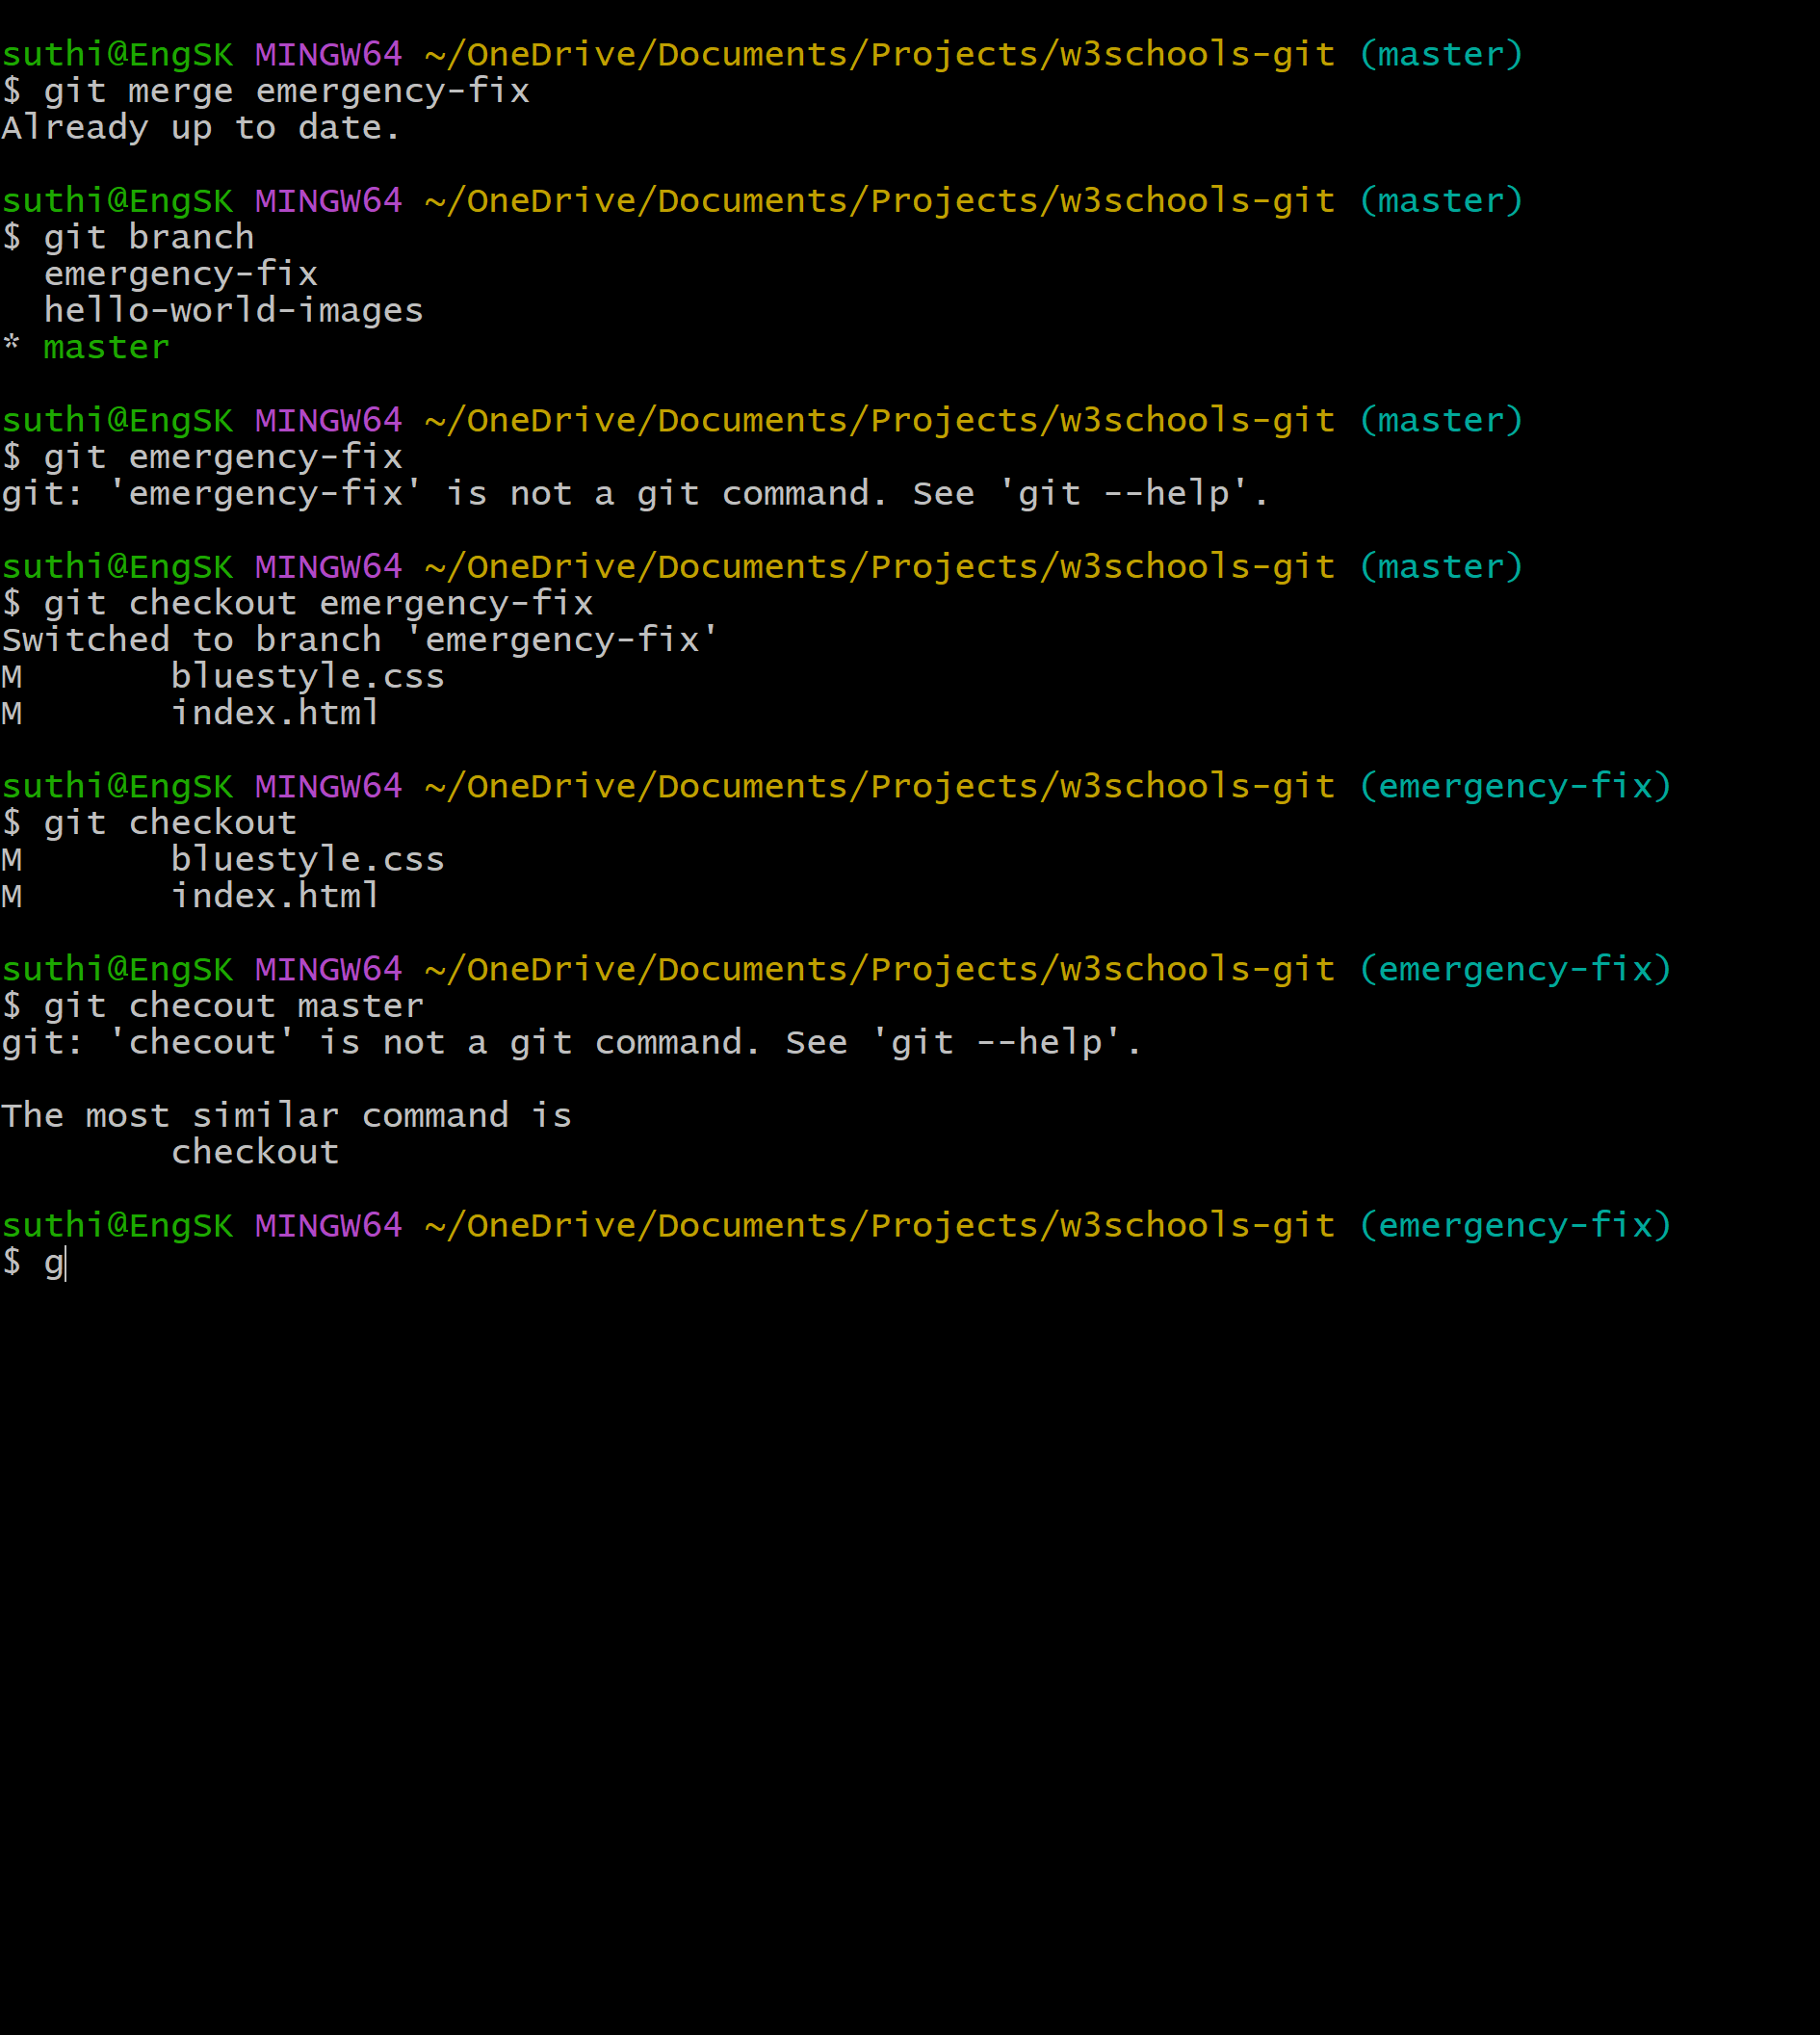 suthi@EngSK MINGW64 ~/OneDrive/Documents/Projects/w3schools-git (master)
$ git merge emergency-fix
Already up to date.

suthi@EngSK MINGW64 ~/OneDrive/Documents/Projects/w3schools-git (master)
$ git branch
  emergency-fix
  hello-world-images
* master

suthi@EngSK MINGW64 ~/OneDrive/Documents/Projects/w3schools-git (master)
$ git emergency-fix
git: 'emergency-fix' is not a git command. See 'git --help'.

suthi@EngSK MINGW64 ~/OneDrive/Documents/Projects/w3schools-git (master)
$ git checkout emergency-fix
Switched to branch 'emergency-fix'
M       bluestyle.css
M       index.html

suthi@EngSK MINGW64 ~/OneDrive/Documents/Projects/w3schools-git (emergency-fix)
$ git checkout
M       bluestyle.css
M       index.html

suthi@EngSK MINGW64 ~/OneDrive/Documents/Projects/w3schools-git (emergency-fix)
$ git checout master
git: 'checout' is not a git command. See 'git --help'.

The most similar command is
        checkout

suthi@EngSK MINGW64 ~/OneDrive/Documents/Projects/w3schools-git (emergency-fix)
$ g